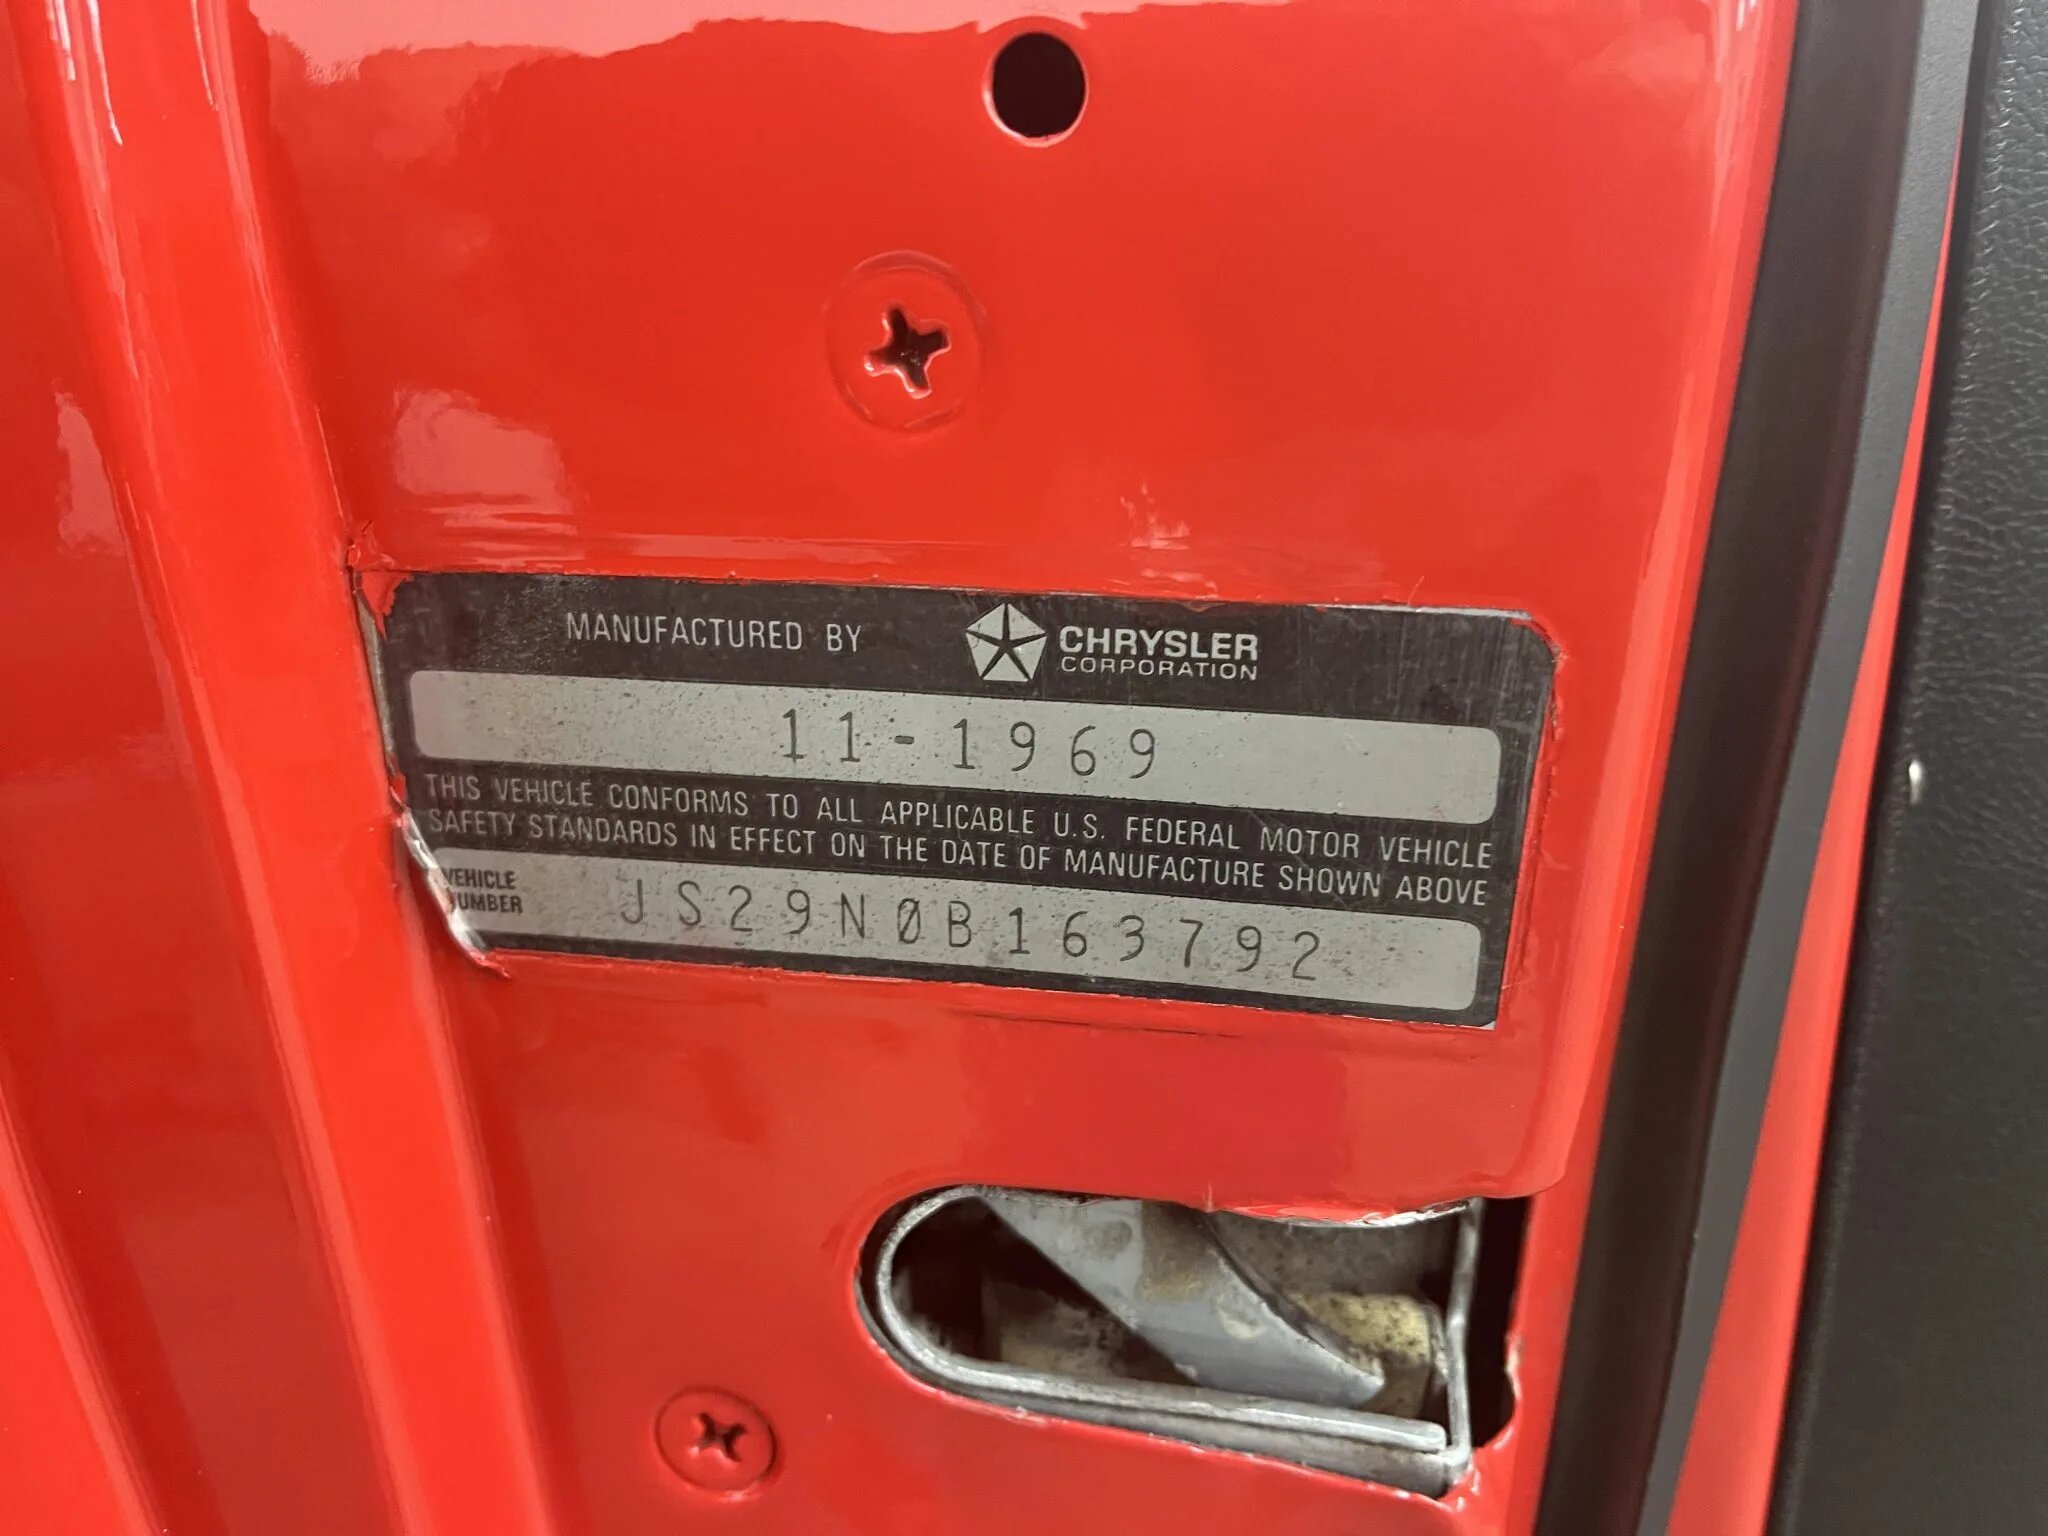 MANUFACTURED BY CHRYSLER
CORPORATION
11-1969
THIS VEHICLE CONFORMS TO ALL APPLICABLE U.S. FEDERAL MOTOR VEHICLE
SAFETY STANDARDS IN EFFECT ON THE DATE OF MANUFACTURE SHOWN ABOVE
VEHICLE
NUMBER JS29N0B163792